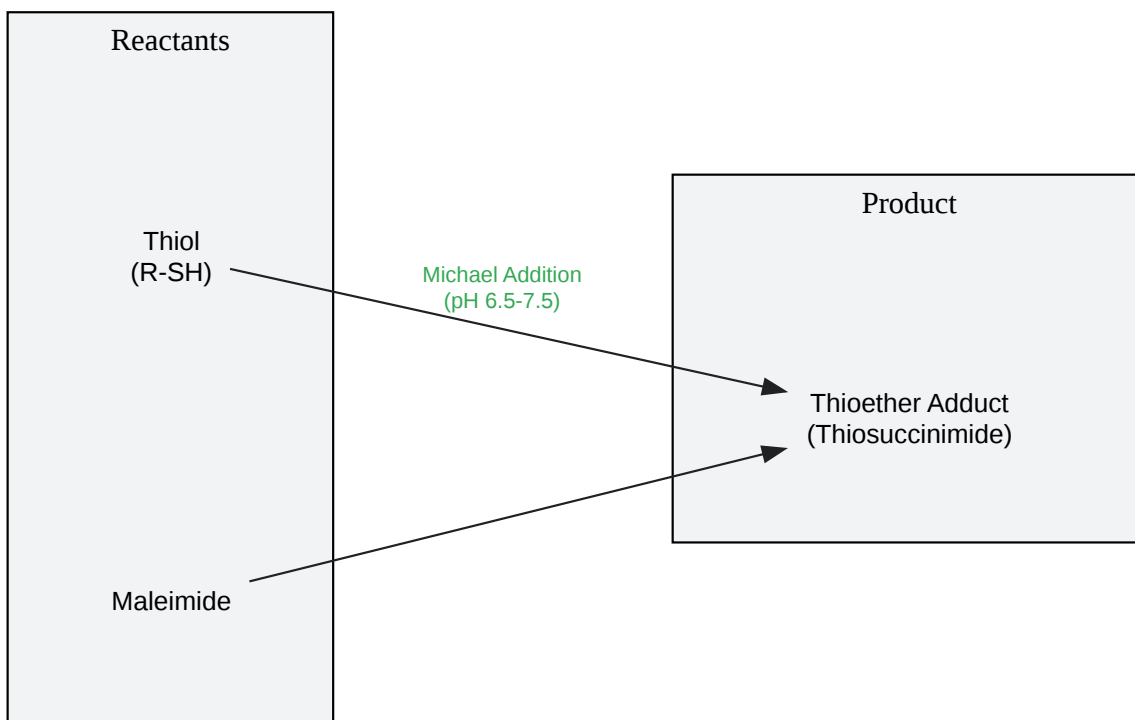 Reactants
Thiol
(R-SH)
Maleimide
Michael Addition
(pH 6.5-7.5)
Product
Thioether Adduct
(Thiosuccinimide)